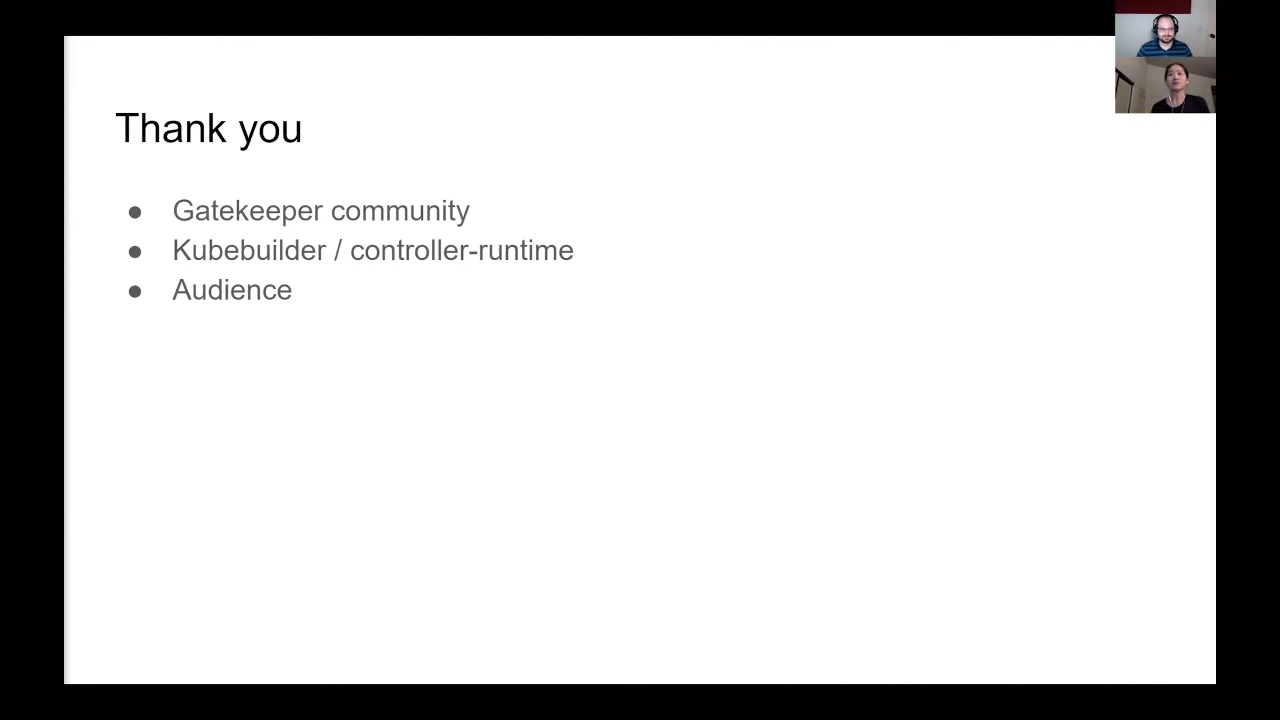 Thank you
● Gatekeeper community
● Kubebuilder / controller-runtime
● Audience